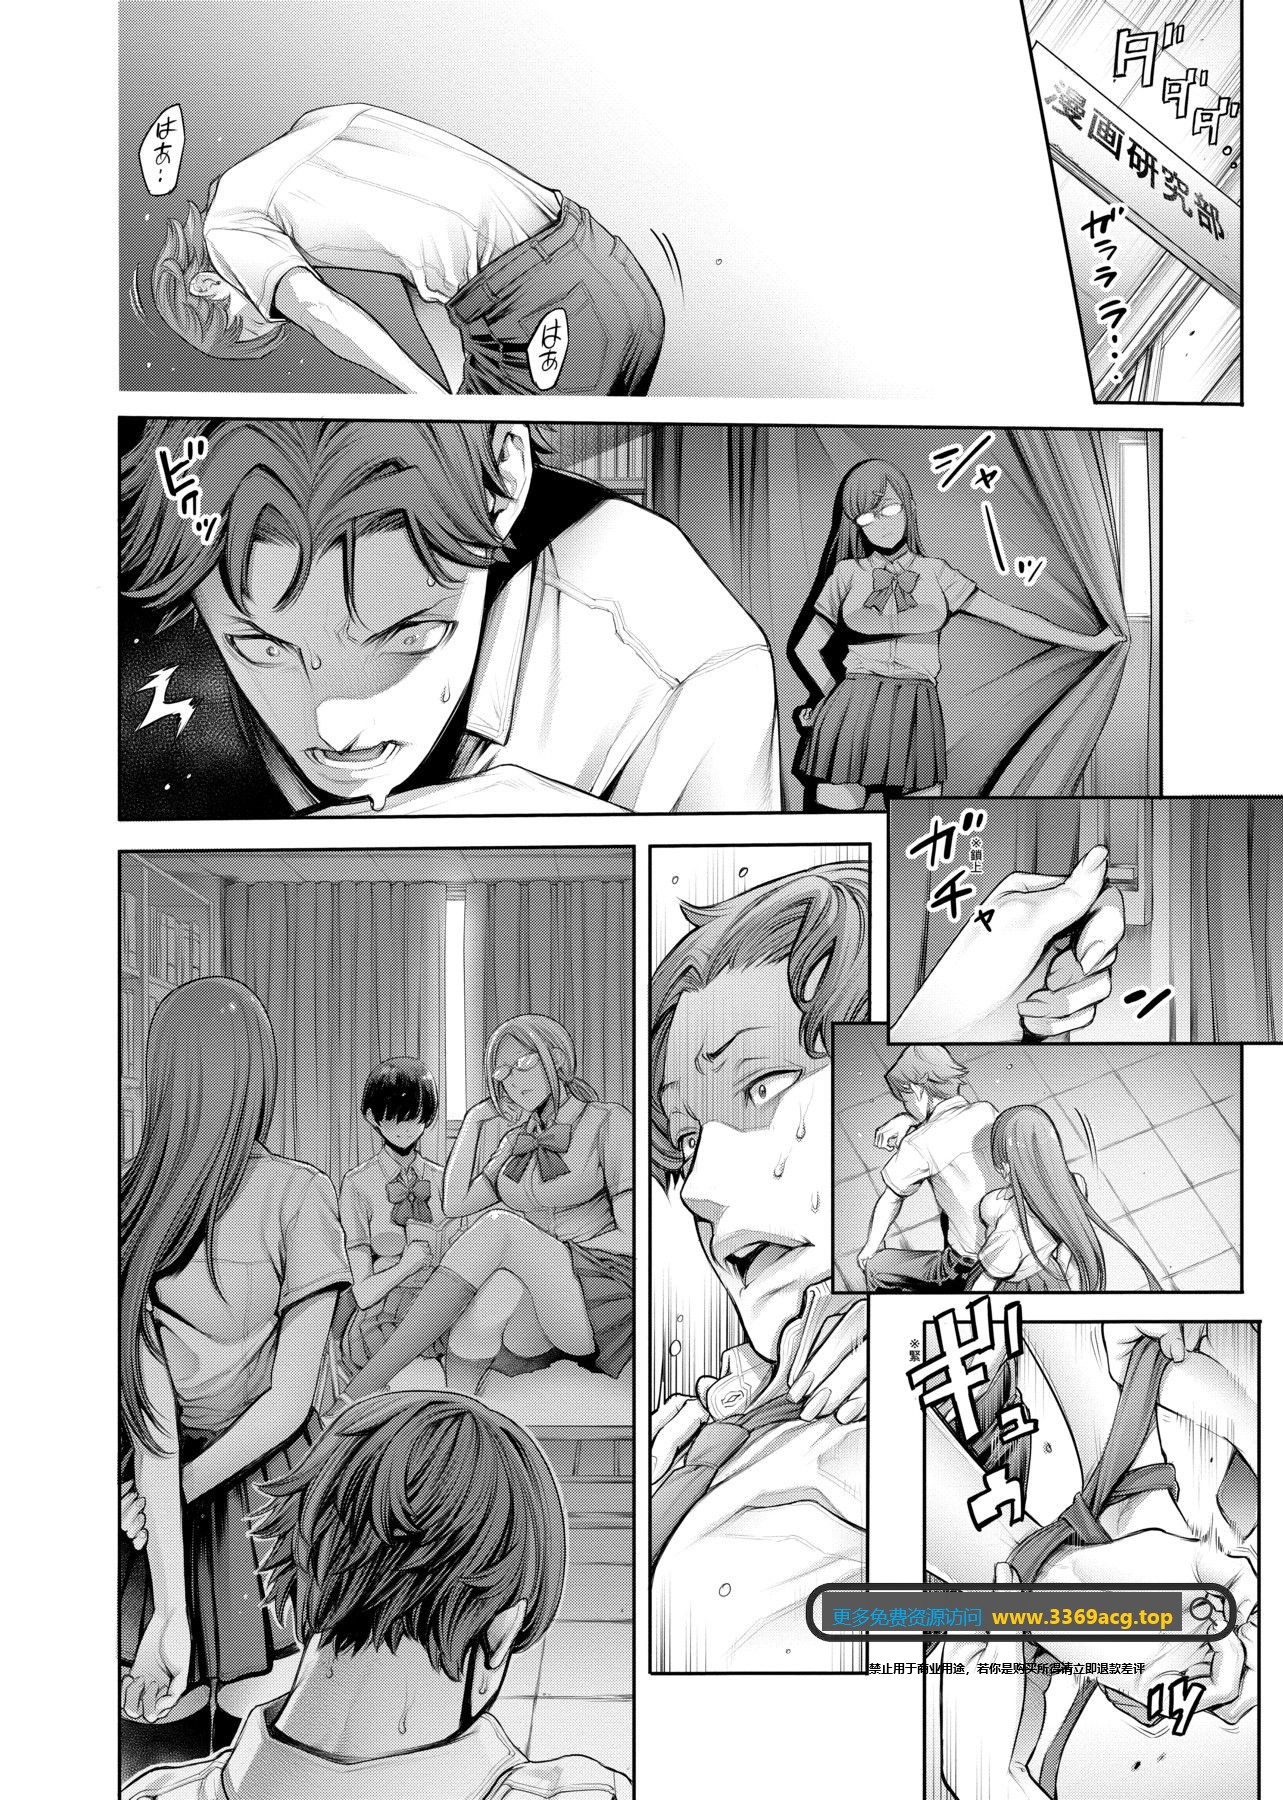 ダダダ‥
漫画研究部
ガラララ‥
はぁ‥
はぁ
シャーッ
ビクッ
ガチャン
※鎖上
ギュウッ
※緊
更多免费资源访问 www.3369acg.top
禁止用于商业用途，若你是购买所得请立即退款差评